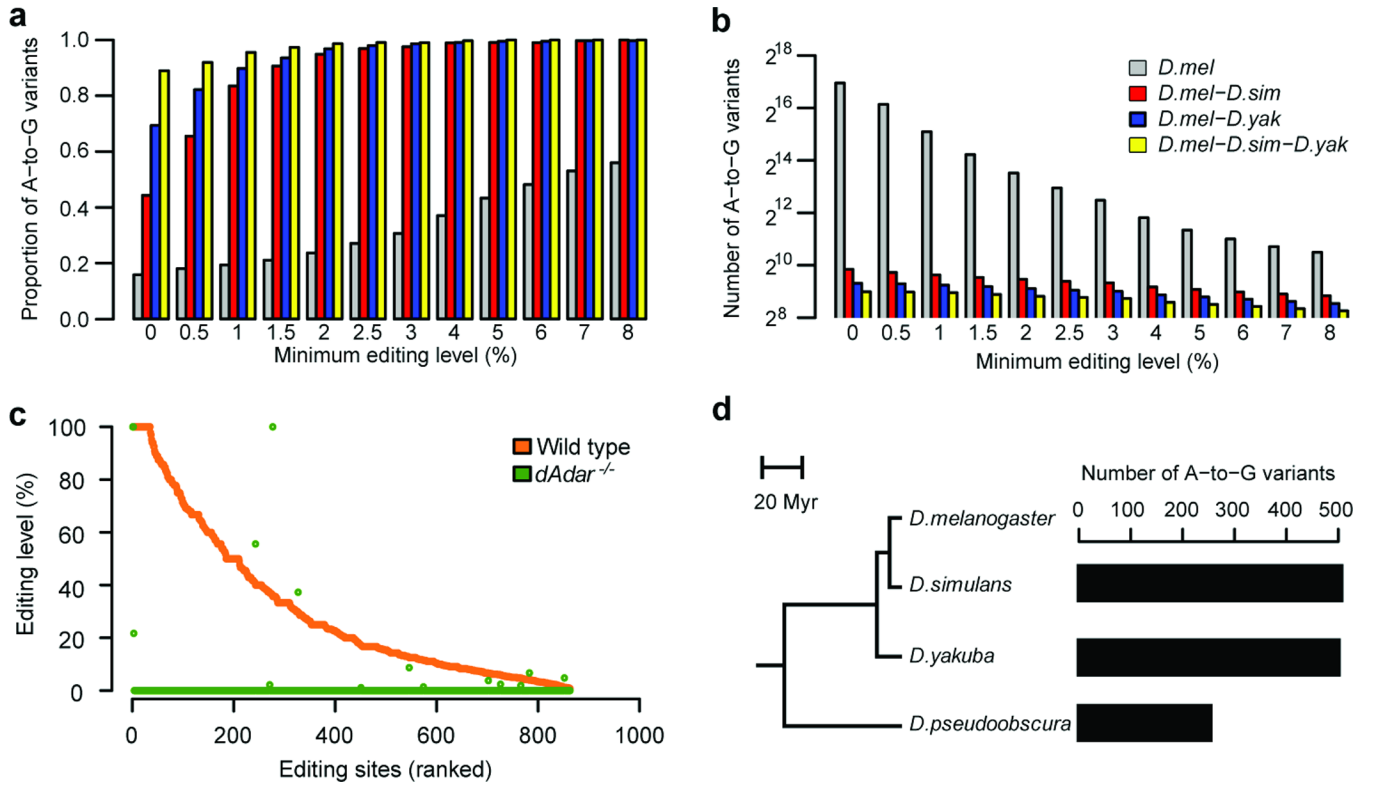 a
Proportion of A−to−G variants
1.0
0.8
0.6
0.4
0.2
0.0
0 0.5 1 1.5 2 2.5 3 4 5 6 7 8
Minimum editing level (%)
b
Number of A−to−G variants
2^18
2^16
2^14
2^12
2^10
2^8
D.mel
D.mel−D.sim
D.mel−D.yak
D.mel−D.sim−D.yak
0 0.5 1 1.5 2 2.5 3 4 5 6 7 8
Minimum editing level (%)
c
Editing level (%)
100
80
60
40
20
0
Wild type
dAdar -/-
0 200 400 600 800 1000
Editing sites (ranked)
d
20 Myr
Number of A−to−G variants
0 100 200 300 400 500
D.melanogaster
D.simulans
D.yakuba
D.pseudoobscura